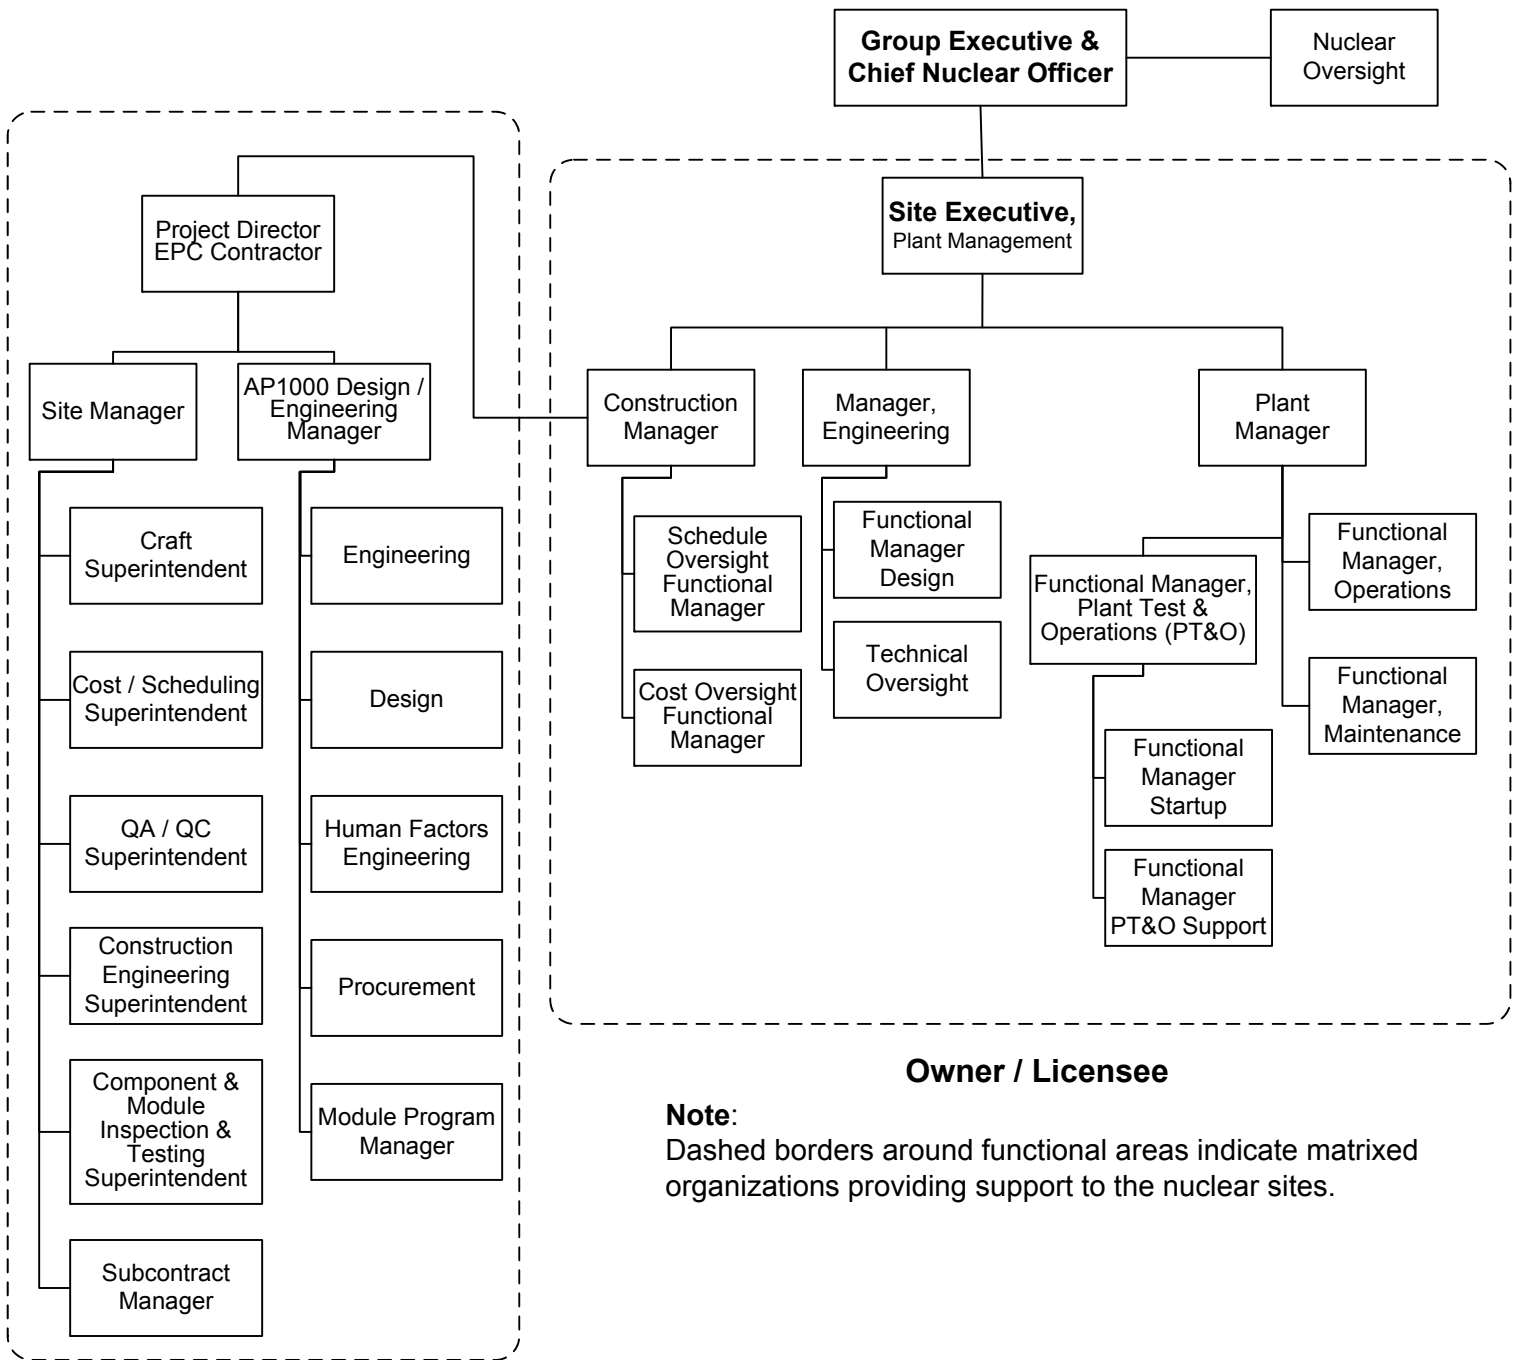 Group Executive &
Chief Nuclear Officer
Nuclear
Oversight
Project Director
EPC Contractor
Site Executive,
Plant Management
Site Manager
AP1000 Design /
Engineering
Manager
Construction
Manager
Manager,
Engineering
Plant
Manager
Craft
Superintendent
Cost / Scheduling
Superintendent
QA / QC
Superintendent
Construction
Engineering
Superintendent
Component &
Module
Inspection &
Testing
Superintendent
Subcontract
Manager
Engineering
Design
Human Factors
Engineering
Procurement
Module Program
Manager
Schedule
Oversight
Functional
Manager
Cost Oversight
Functional
Manager
Functional
Manager
Design
Technical
Oversight
Functional Manager,
Plant Test &
Operations (PT&O)
Functional
Manager
Startup
Functional
Manager
PT&O Support
Functional
Manager,
Operations
Functional
Manager,
Maintenance
Owner / Licensee
Note:
Dashed borders around functional areas indicate matrixed
organizations providing support to the nuclear sites.